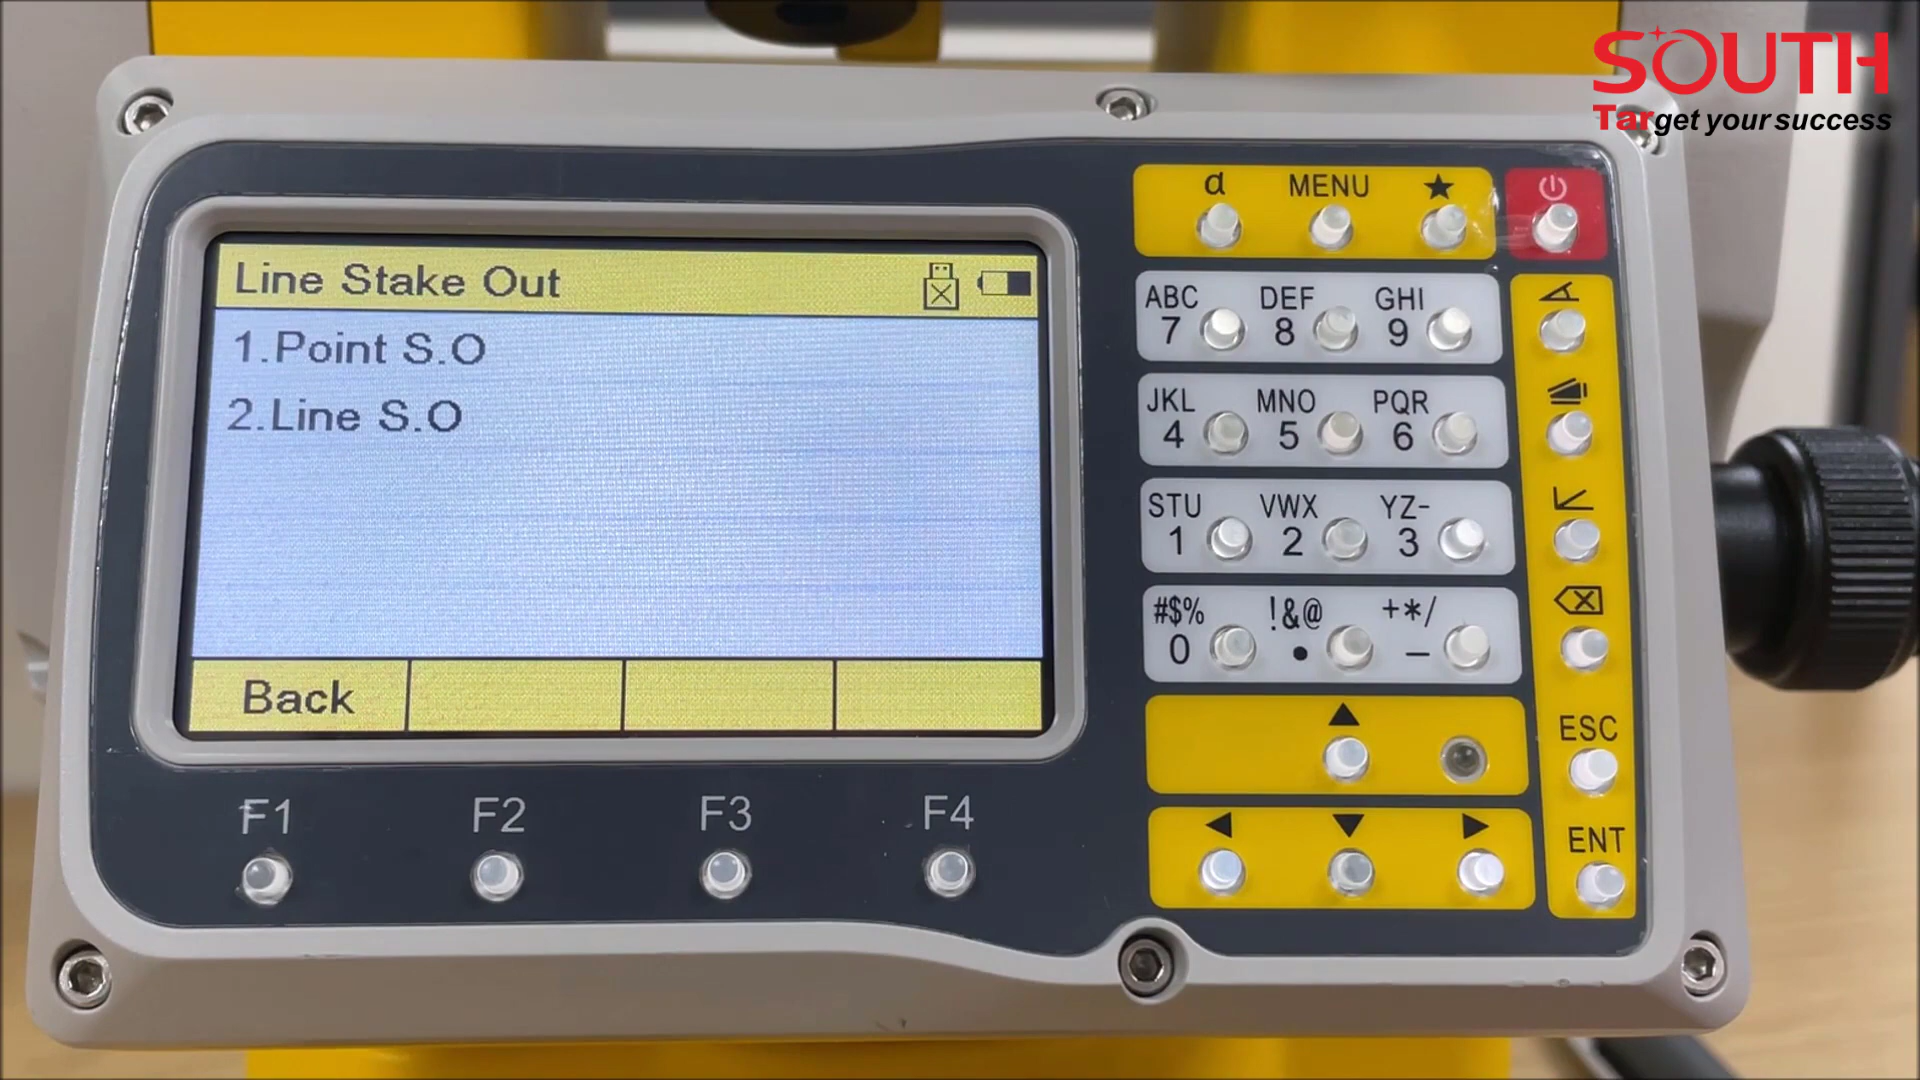 SOUTH
Target your success
α MENU ★
Line Stake Out
1.Point S.O
2.Line S.O
Back
F1 F2 F3 F4
ABC DEF GHI
7 8 9
JKL MNO PQR
4 5 6
STU VWX YZ-
1 2 3
#$% !&@ +*/
0 • –
ESC
ENT